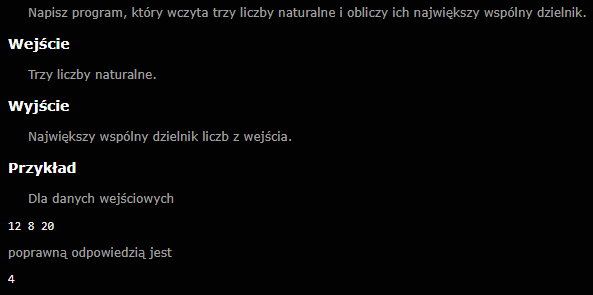 Napisz program, który wczyta trzy liczby naturalne i obliczy ich największy wspólny dzielnik.
Wejście
Trzy liczby naturalne.
Wyjście
Największy wspólny dzielnik liczb z wejścia.
Przykład
Dla danych wejściowych
12 8 20
poprawną odpowiedzią jest
4